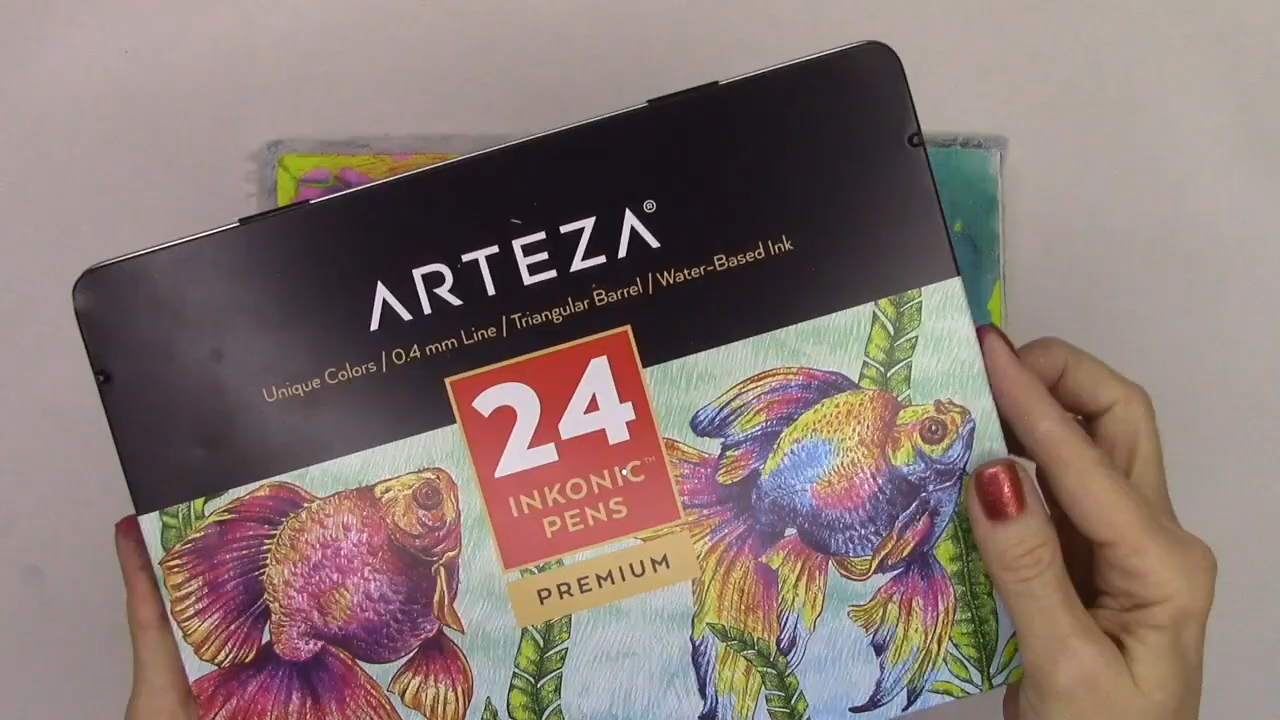 ARTEZA®
Unique Colors / 0.4 mm Line / Triangular Barrel / Water-Based Ink
24
INKONIC™
PENS
PREMIUM